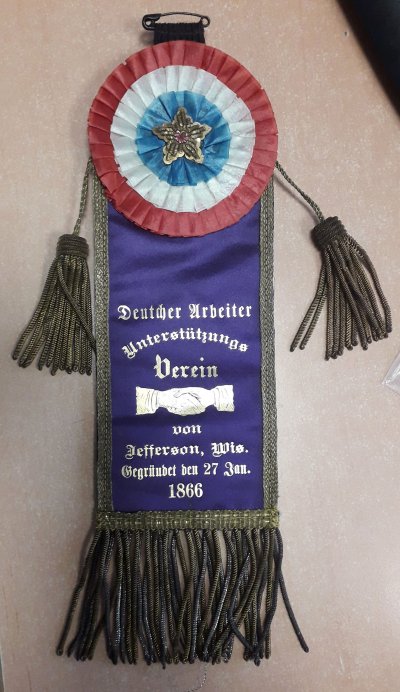 Deutcher Arbeiter
Unterstützungs
Verein
von
Jefferson, Wis.
Gegründet den 27 Jan.
1866